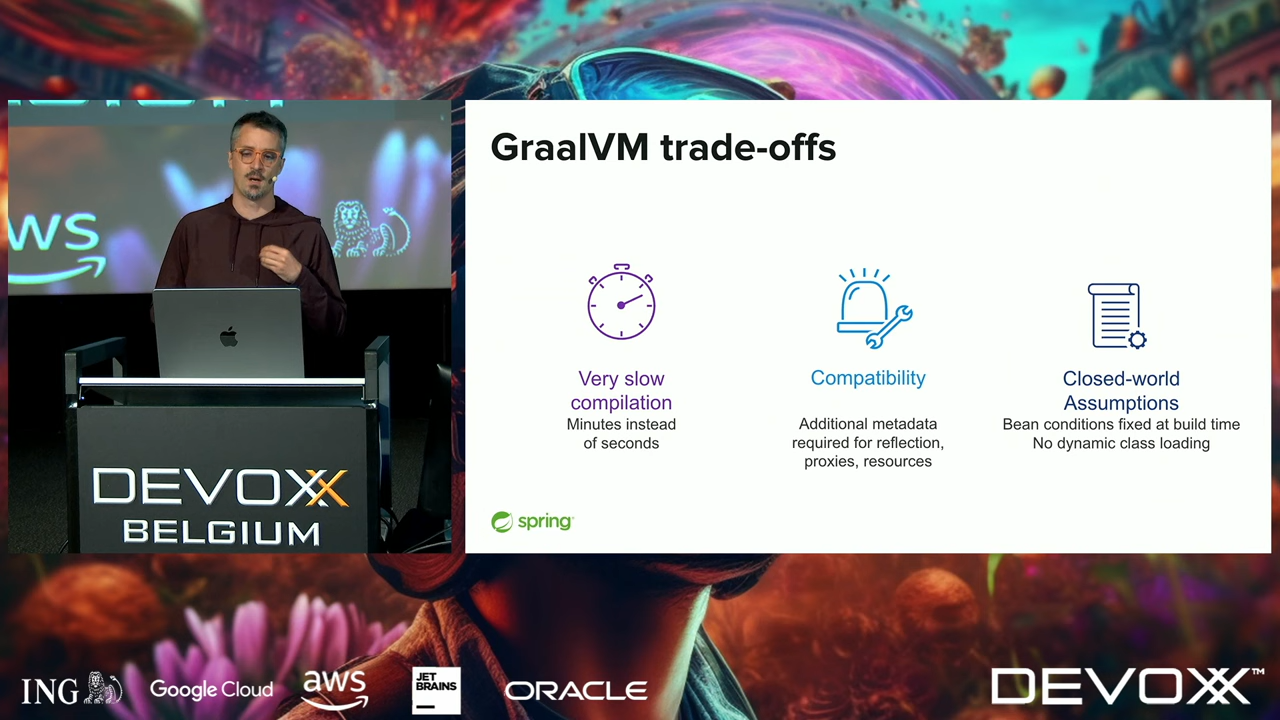 GraalVM trade-offs
Very slow
compilation
Minutes instead
of seconds
Compatibility
Additional metadata
required for reflection,
proxies, resources
Closed-world
Assumptions
Bean conditions fixed at build time
No dynamic class loading
spring
ws
DEVOXX
BELGIUM
ING
Google Cloud
aws
JET
BRAINS
ORACLE
DEVOXX™